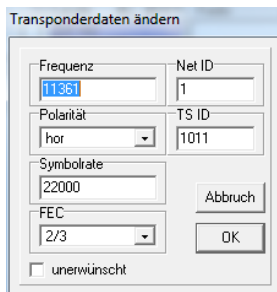 Transponderdaten ändern
Frequenz
11361
Net ID
1
Polarität
hor
TS ID
1011
Symbolrate
22000
FEC
2/3
Abbruch
OK
unerwünscht